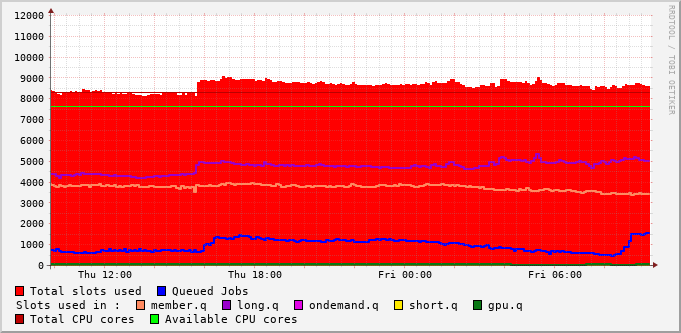 12000
11000
10000
9000
8000
7000
6000
5000
4000
3000
2000
1000
0
Thu 12:00 Thu 18:00 Fri 00:00 Fri 06:00
RRDTOOL / TOBI OETIKER
Total slots used Queued Jobs
Slots used in : member.q long.q ondemand.q short.q gpu.q
Total CPU cores Available CPU cores